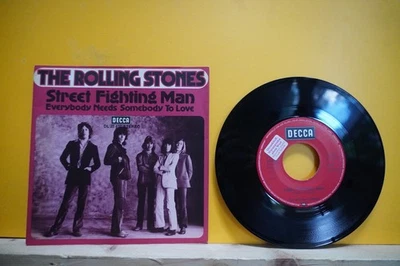 THE ROLLING STONES
Street Fighting Man
Everybody Needs Somebody To Love
DECCA
DECCA